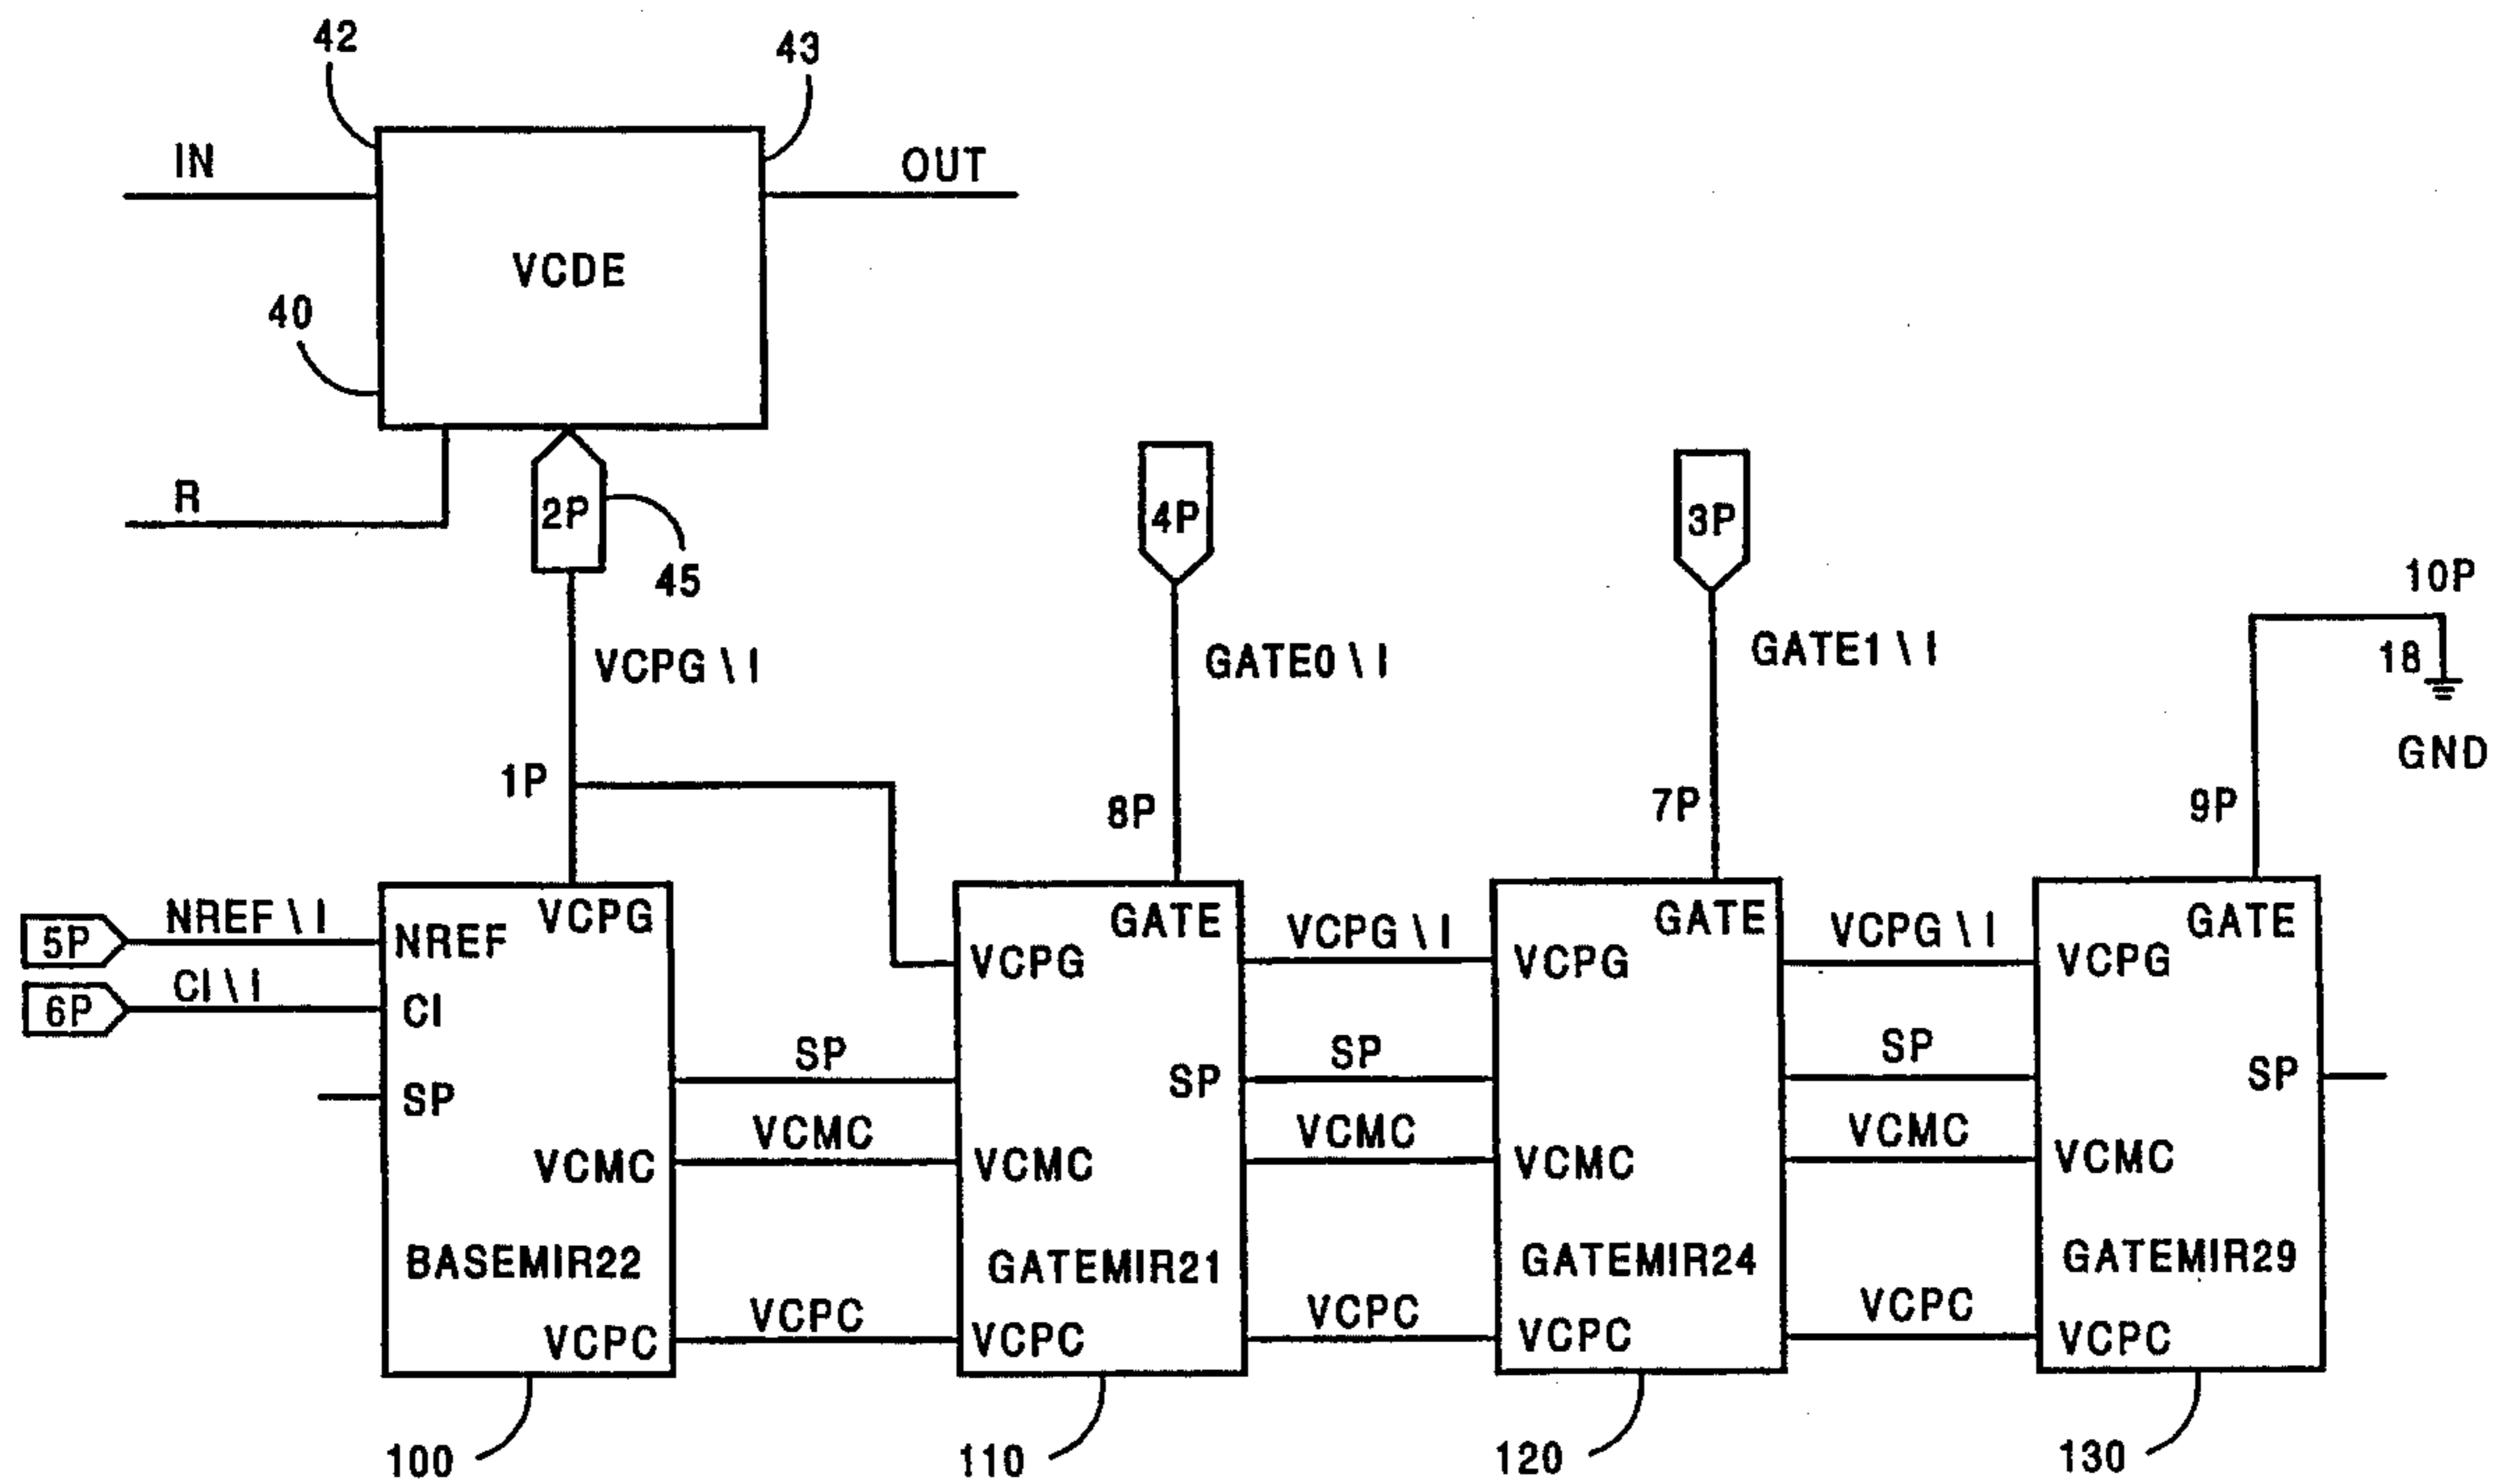 42
43
IN
OUT
VCDE
40
R
2P
45
4P
3P
10P
18
GND
VCPG\I
GATE0\I
GATE1\I
1P
8P
7P
9P
5P
NREF\I
NREF
VCPG
6P
CI\I
CI
SP
VCMC
BASEMIR22
VCPC
SP
VCMC
VCPC
GATE
VCPG
SP
VCMC
GATEMIR21
VCPC
VCPG\I
SP
VCMC
VCPC
GATE
VCPG
VCMC
GATEMIR24
VCPC
VCPG\I
SP
VCMC
VCPC
GATE
VCPG
SP
VCMC
GATEMIR29
VCPC
100
110
120
130